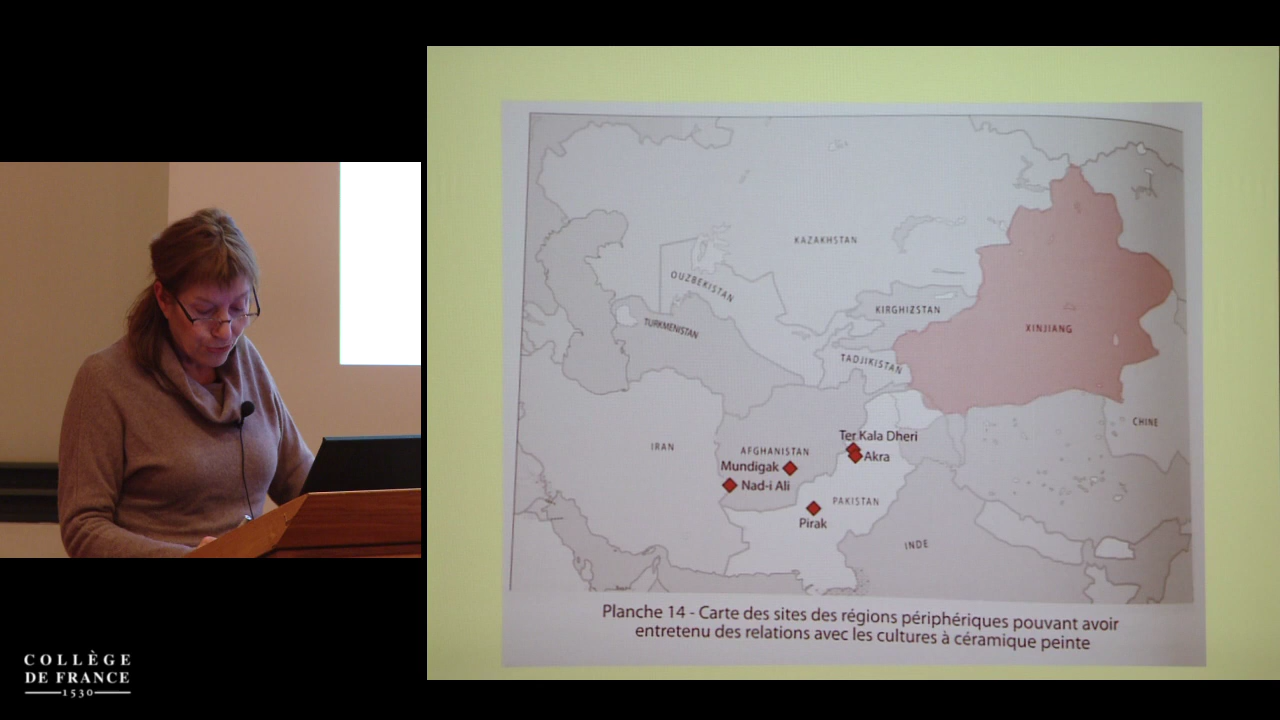 KAZAKHSTAN
OUZBEKISTAN
KIRGHIZSTAN
TURKMENISTAN
XINJIANG
TADJIKISTAN
CHINE
Ter Kala Dheri
IRAN
AFGHANISTAN
Akra
Mundigak
Nad-i Ali
PAKISTAN
Pirak
INDE
Planche 14 - Carte des sites des régions périphériques pouvant avoir
entretenu des relations avec les cultures à céramique peinte
COLLÈGE
DE FRANCE
1530